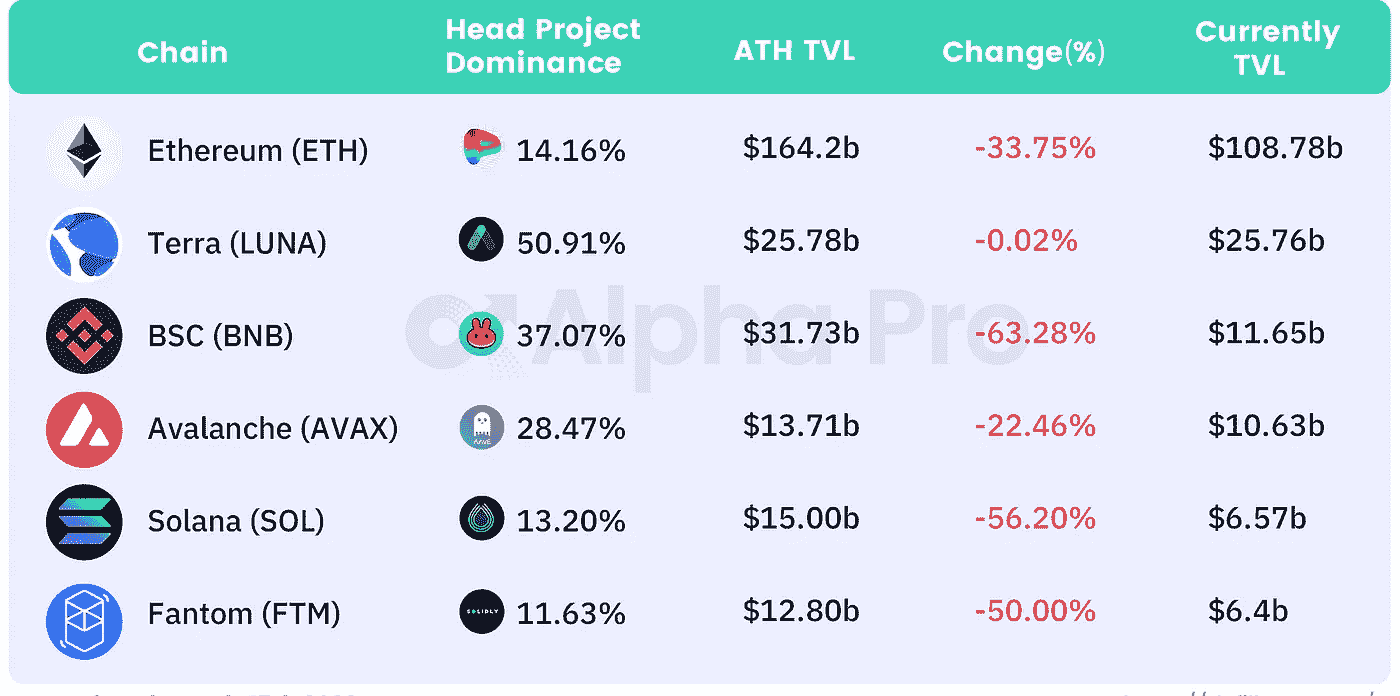 Chain Head Project Dominance ATH TVL Change(%) Currently TVL
Ethereum (ETH) 14.16% $164.2b -33.75% $108.78b
Terra (LUNA) 50.91% $25.78b -0.02% $25.76b
Alpha Pro
BSC (BNB) 37.07% $31.73b -63.28% $11.65b
Avalanche (AVAX) AAVE 28.47% $13.71b -22.46% $10.63b
Solana (SOL) 13.20% $15.00b -56.20% $6.57b
Fantom (FTM) SOLIDLY 11.63% $12.80b -50.00% $6.4b